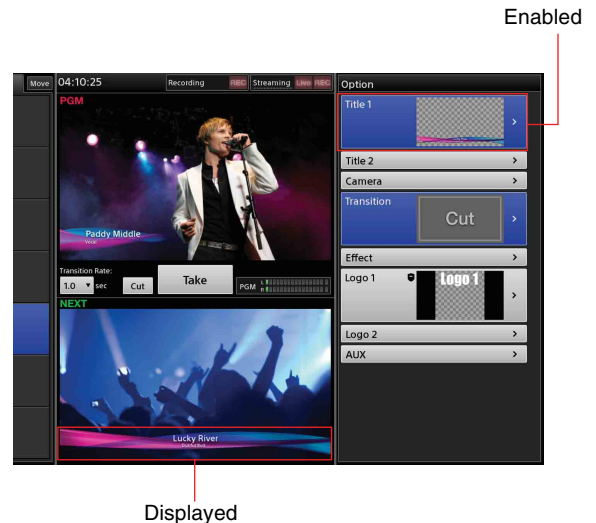 Enabled
Move 04:10:25 Recording REC Streaming Live REC Option
PGM
Title 1
Title 2
Camera
Transition
Cut
Paddy Middle
Vocal
Effect
Transition Rate:
1.0 sec Cut Take PGM L R
Logo 1 Logo 1
NEXT
Logo 2
AUX
Lucky River
Displayed